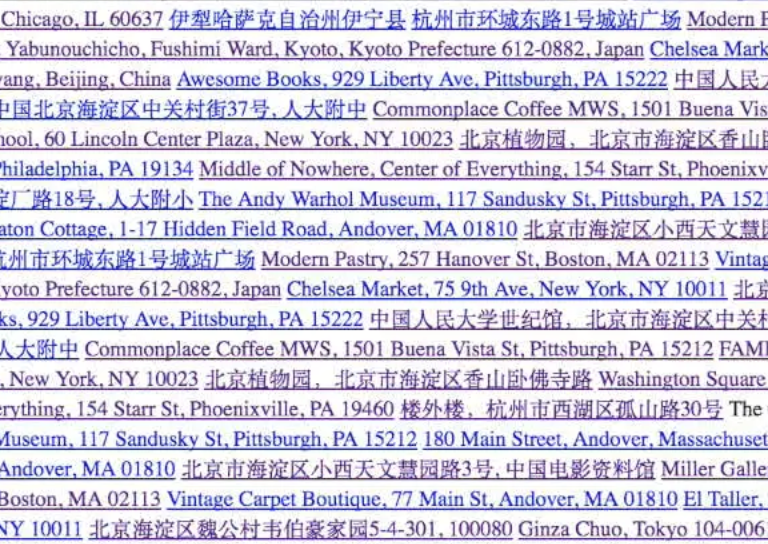 Chicago, IL 60637 伊犁哈萨克自治州伊宁县 杭州市环城东路1号城站广场 Modern
Yabunouchicho, Fushimi Ward, Kyoto, Kyoto Prefecture 612-0882, Japan Chelsea Mark
yang, Beijing, China Awesome Books, 929 Liberty Ave, Pittsburgh, PA 15222 中国人民
中国北京海淀区中关村街37号, 人大附中 Commonplace Coffee MWS, 1501 Buena Vis
hool, 60 Lincoln Center Plaza, New York, NY 10023 北京植物园，北京市海淀区香山
Philadelphia, PA 19134 Middle of Nowhere, Center of Everything, 154 Starr St, Phoenixv
淀厂路18号, 人大附小 The Andy Warhol Museum, 117 Sandusky St, Pittsburgh, PA 1521
aton Cottage, 1-17 Hidden Field Road, Andover, MA 01810 北京市海淀区小西天文慧
杭州市环城东路1号城站广场 Modern Pastry, 257 Hanover St, Boston, MA 02113 Vintag
yoto Prefecture 612-0882, Japan Chelsea Market, 75 9th Ave, New York, NY 10011 北京
ks, 929 Liberty Ave, Pittsburgh, PA 15222 中国人民大学世纪馆，北京市海淀区中关
人大附中 Commonplace Coffee MWS, 1501 Buena Vista St, Pittsburgh, PA 15212 FAM
, New York, NY 10023 北京植物园，北京市海淀区香山卧佛寺路 Washington Square
erything, 154 Starr St, Phoenixville, PA 19460 楼外楼，杭州市西湖区孤山路30号 The
Museum, 117 Sandusky St, Pittsburgh, PA 15212 180 Main Street, Andover, Massachuset
Andover, MA 01810 北京市海淀区小西天文慧园路3号, 中国电影资料馆 Miller Galle
Boston, MA 02113 Vintage Carpet Boutique, 77 Main St, Andover, MA 01810 El Taller,
NY 10011 北京海淀区魏公村韦伯豪家园5-4-301, 100080 Ginza Chuo, Tokyo 104-006